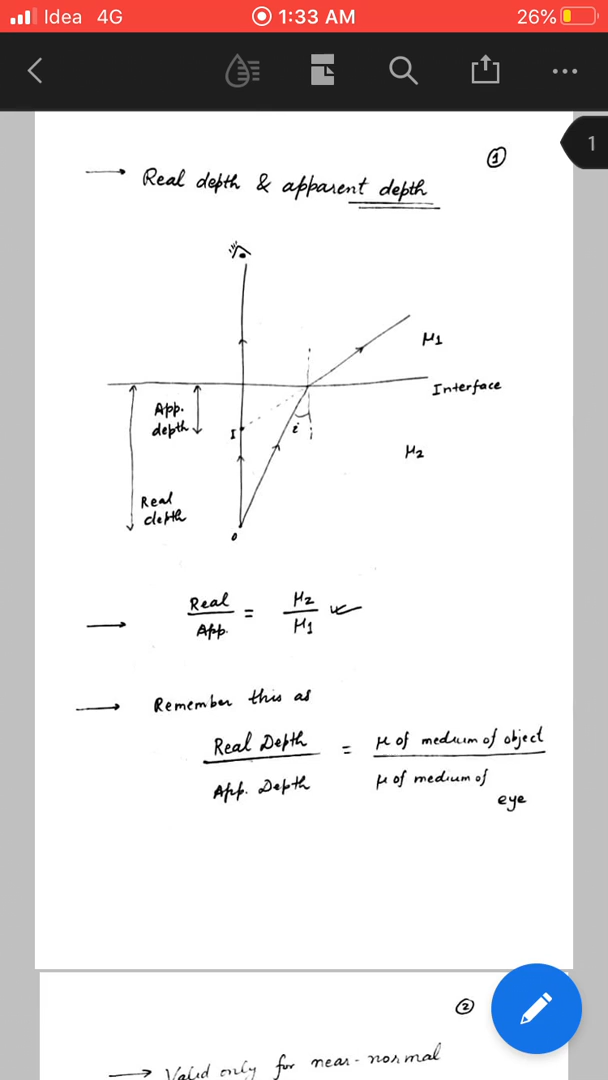 Idea 4G 1:33 AM 26%
1
①
→ Real depth & apparent depth
μ1
Interface
App.
depth
I
i
μ2
Real
depth
O
→ Real/App. = μ2/μ1
→ Remember this as
Real Depth/App. Depth = μ of medium of object/μ of medium of eye
②
→ Valid only for near-normal